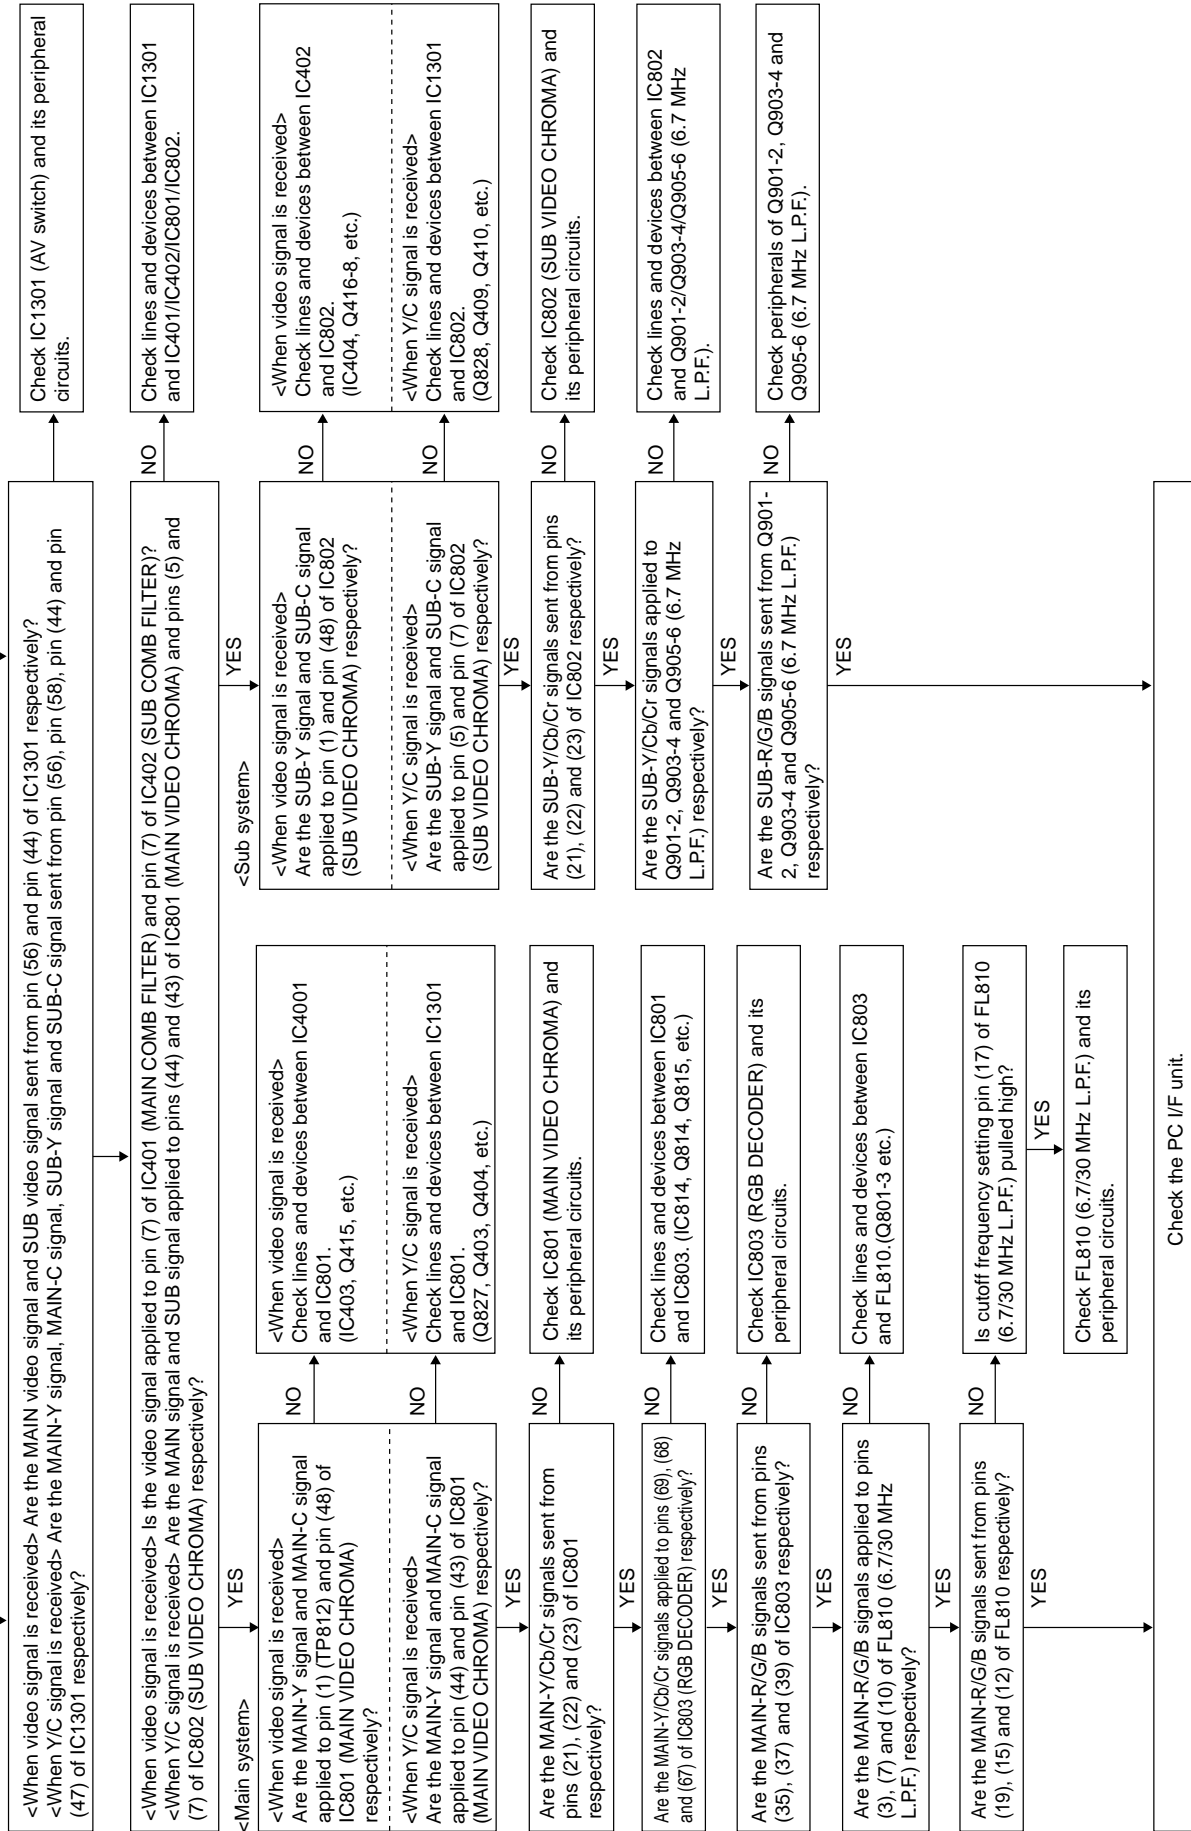 <When video signal is received> Are the MAIN video signal and SUB video signal sent from pin (56) and pin (44) of IC1301 respectively?
<When Y/C signal is received> Are the MAIN-Y signal, MAIN-C signal, SUB-Y signal and SUB-C signal sent from pin (56), pin (58), pin (44) and pin
(47) of IC1301 respectively?
Check IC1301 (AV switch) and its peripheral
circuits.
<When video signal is received> Is the video signal applied to pin (7) of IC401 (MAIN COMB FILTER) and pin (7) of IC402 (SUB COMB FILTER)?
<When Y/C signal is received> Are the MAIN signal and SUB signal applied to pins (44) and (43) of IC801 (MAIN VIDEO CHROMA) and pins (5) and
(7) of IC802 (SUB VIDEO CHROMA) respectively?
NO
Check lines and devices between IC1301
and IC401/IC402/IC801/IC802.
YES
YES
<Main system>
<When video signal is received>
Are the MAIN-Y signal and MAIN-C signal
applied to pin (1) (TP812) and pin (48) of
IC801 (MAIN VIDEO CHROMA)
respectively?
NO
<When video signal is received>
Check lines and devices between IC4001
and IC801.
(IC403, Q415, etc.)
<When Y/C signal is received>
Are the MAIN-Y signal and MAIN-C signal
applied to pin (44) and pin (43) of IC801
(MAIN VIDEO CHROMA) respectively?
NO
<When Y/C signal is received>
Check lines and devices between IC1301
and IC801.
(Q827, Q403, Q404, etc.)
YES
Are the MAIN-Y/Cb/Cr signals sent from
pins (21), (22) and (23) of IC801
respectively?
NO
Check IC801 (MAIN VIDEO CHROMA) and
its peripheral circuits.
YES
Are the MAIN-Y/Cb/Cr signals applied to pins (69), (68)
and (67) of IC803 (RGB DECODER) respectively?
NO
Check lines and devices between IC801
and IC803. (IC814, Q814, Q815, etc.)
YES
Are the MAIN-R/G/B signals sent from pins
(35), (37) and (39) of IC803 respectively?
NO
Check IC803 (RGB DECODER) and its
peripheral circuits.
YES
Are the MAIN-R/G/B signals applied to pins
(3), (7) and (10) of FL810 (6.7/30 MHz
L.P.F.) respectively?
NO
Check lines and devices between IC803
and FL810.(Q801-3 etc.)
YES
Are the MAIN-R/G/B signals sent from pins
(19), (15) and (12) of FL810 respectively?
NO
Is cutoff frequency setting pin (17) of FL810
(6.7/30 MHz L.P.F.) pulled high?
YES
Check FL810 (6.7/30 MHz L.P.F.) and its
peripheral circuits.
YES
<Sub system>
<When video signal is received>
Are the SUB-Y signal and SUB-C signal
applied to pin (1) and pin (48) of IC802
(SUB VIDEO CHROMA) respectively?
NO
<When video signal is received>
Check lines and devices between IC402
and IC802.
(IC404, Q416-8, etc.)
<When Y/C signal is received>
Are the SUB-Y signal and SUB-C signal
applied to pin (5) and pin (7) of IC802
(SUB VIDEO CHROMA) respectively?
NO
<When Y/C signal is received>
Check lines and devices between IC1301
and IC802.
(Q828, Q409, Q410, etc.)
YES
Are the SUB-Y/Cb/Cr signals sent from pins
(21), (22) and (23) of IC802 respectively?
NO
Check IC802 (SUB VIDEO CHROMA) and
its peripheral circuits.
YES
Are the SUB-Y/Cb/Cr signals applied to
Q901-2, Q903-4 and Q905-6 (6.7 MHz
L.P.F.) respectively?
NO
Check lines and devices between IC802
and Q901-2/Q903-4/Q905-6 (6.7 MHz
L.P.F.).
YES
Are the SUB-R/G/B signals sent from Q901-
2, Q903-4 and Q905-6 (6.7 MHz L.P.F.)
respectively?
NO
Check peripherals of Q901-2, Q903-4 and
Q905-6 (6.7 MHz L.P.F.).
YES
Check the PC I/F unit.